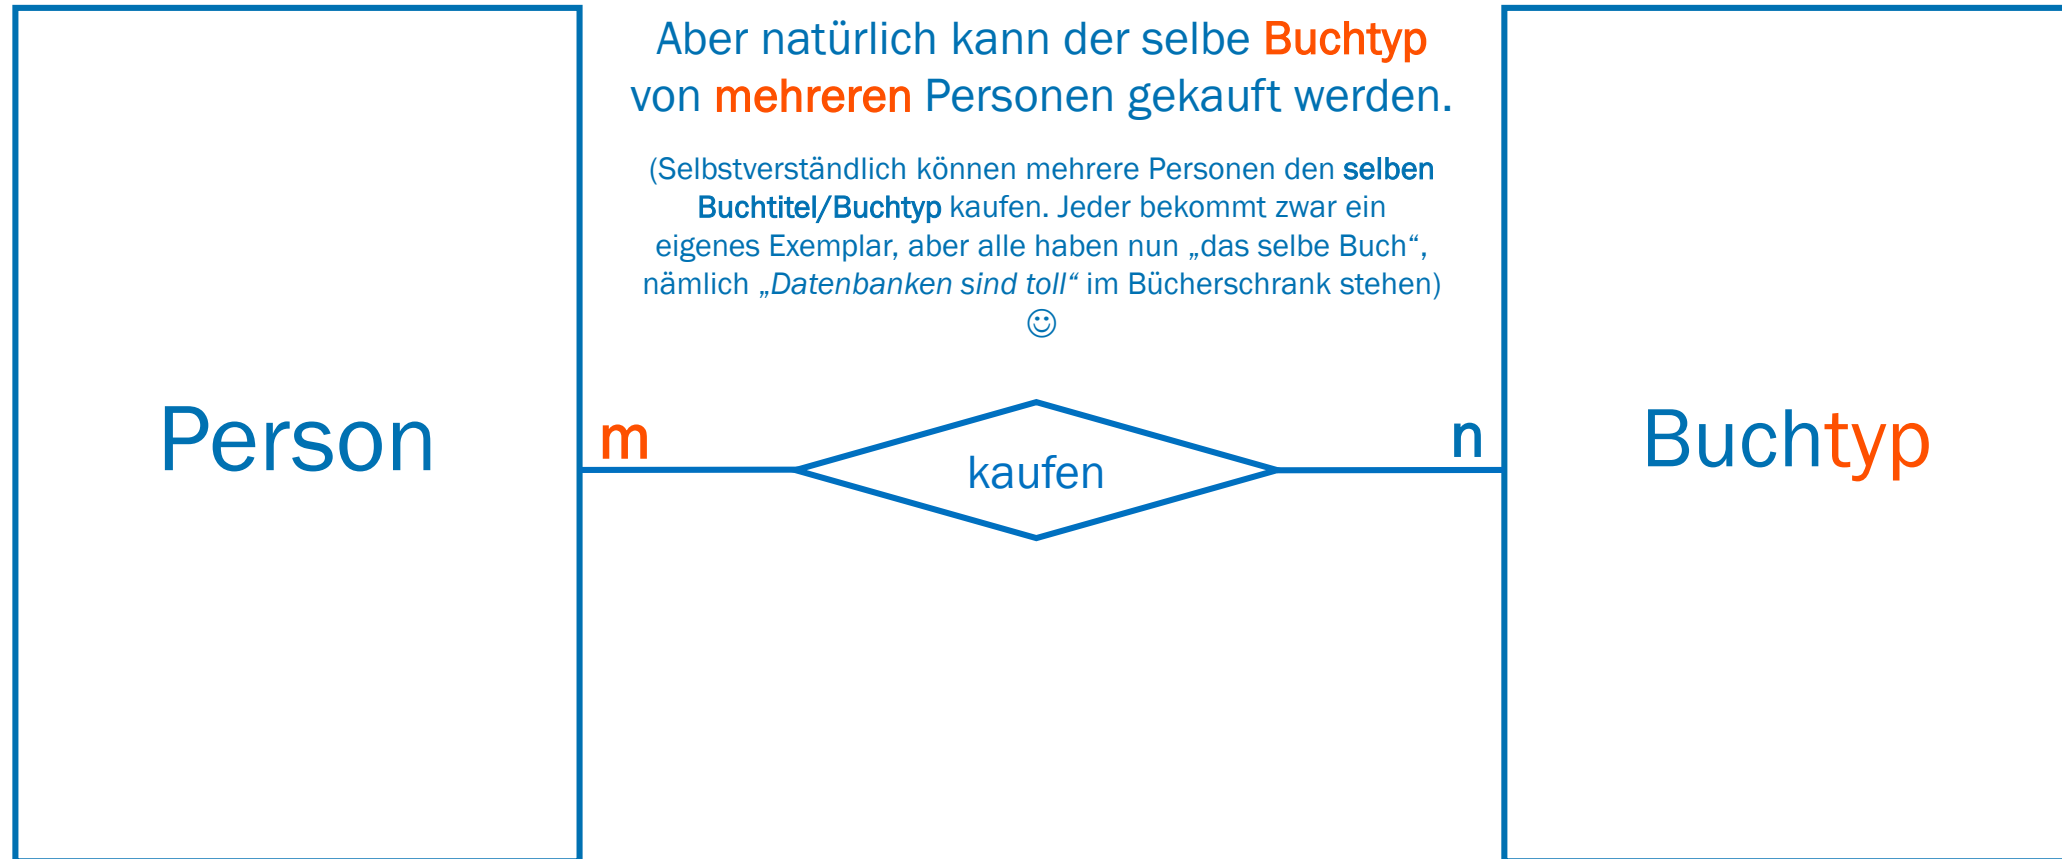 Aber natürlich kann der selbe Buchtyp
von mehreren Personen gekauft werden.
(Selbstverständlich können mehrere Personen den selben
Buchtitel/Buchtyp kaufen. Jeder bekommt zwar ein
eigenes Exemplar, aber alle haben nun „das selbe Buch“,
nämlich „Datenbanken sind toll“ im Bücherschrank stehen)
☺
Person
m
kaufen
n
Buchtyp